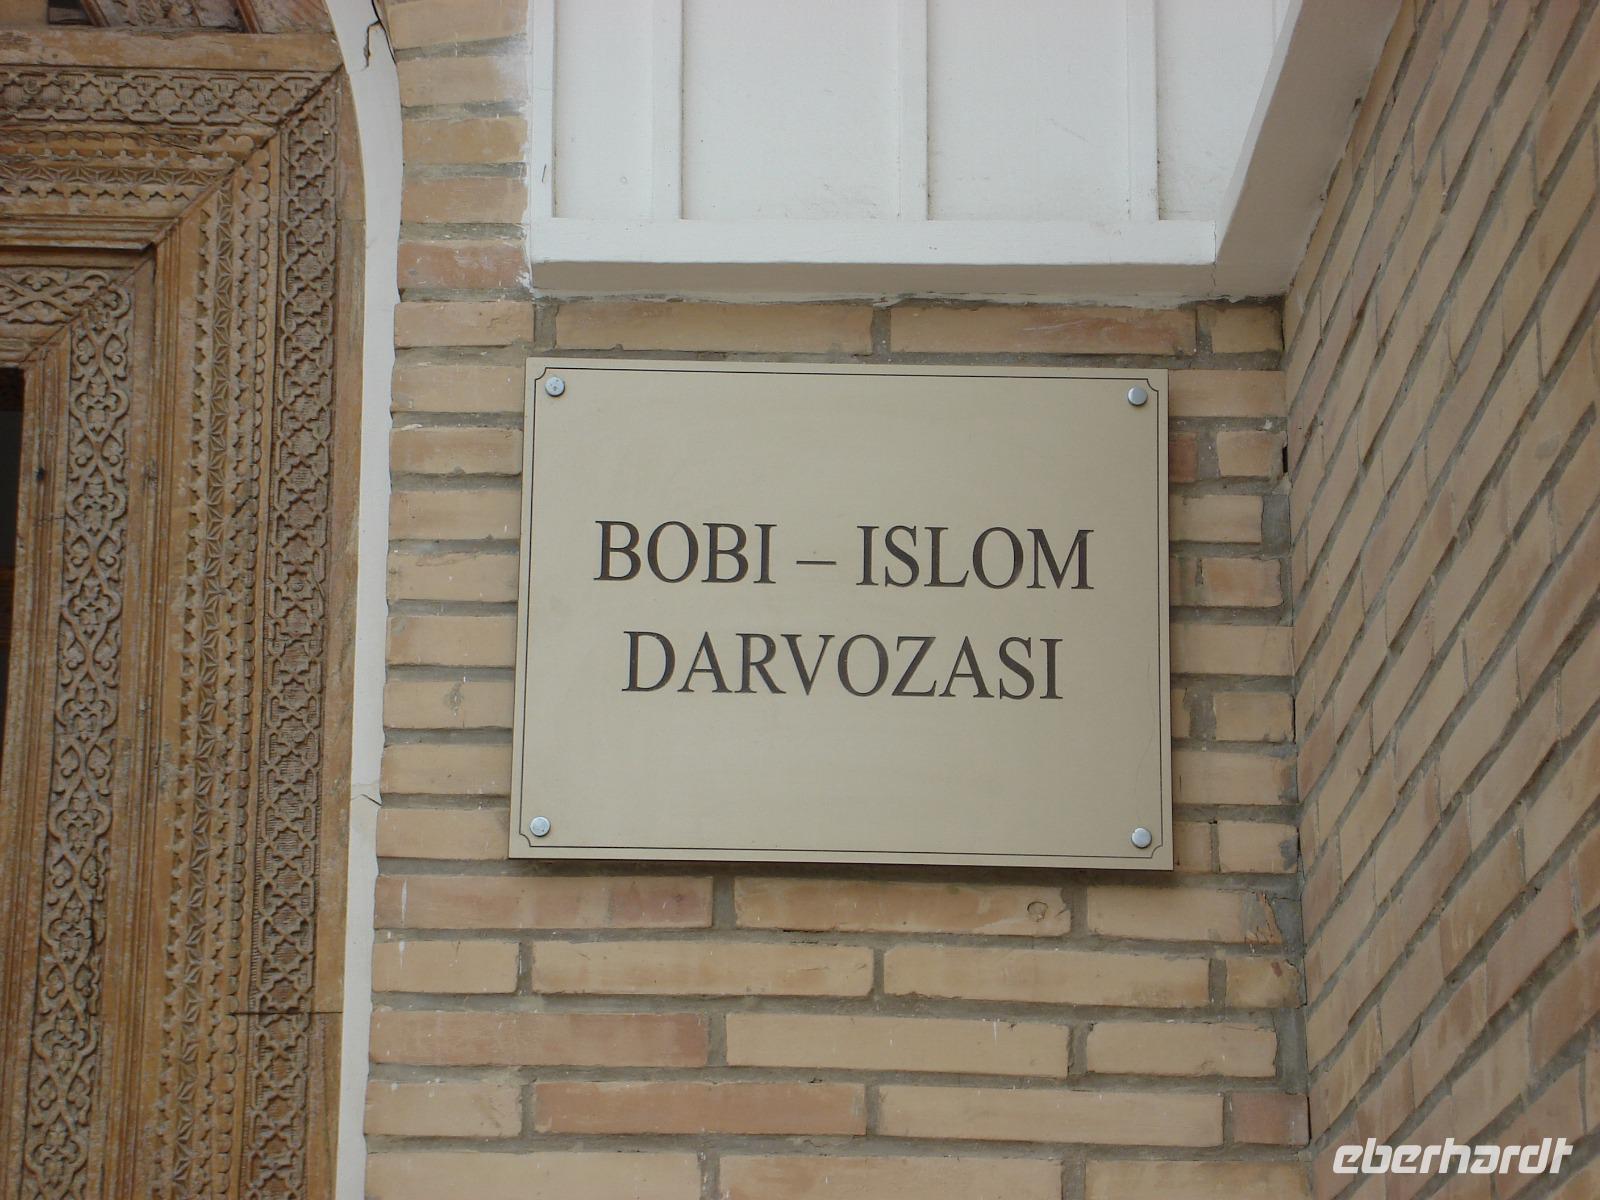 BOBI – ISLOM
DARVOZASI
eberhardt